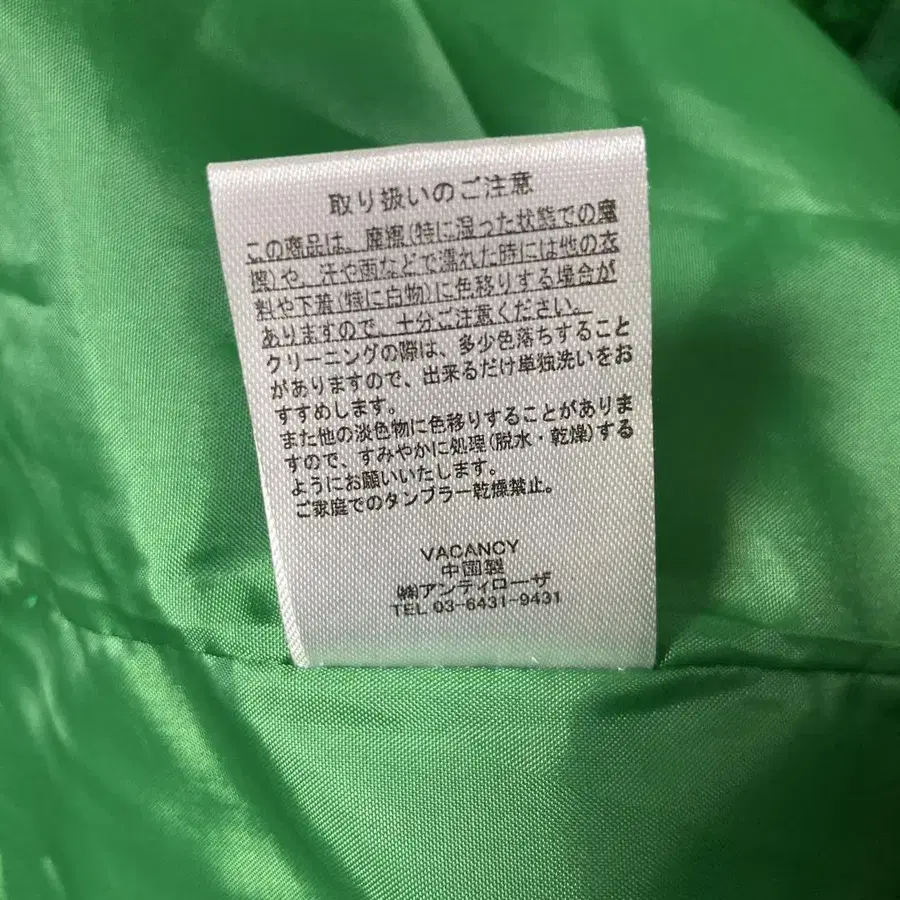 取り扱いのご注意
この商品は、摩擦(特に湿った状態での摩
擦)や、汗や雨などで濡れた時には他の衣
料や下着(特に白物)に色移りする場合が
ありますので、十分ご注意ください。
クリーニングの際は、多少色落ちすること
がありますので、出来るだけ単独洗いをお
すすめします。
また他の淡色物に色移りすることがありま
すので、すみやかに処理(脱水・乾燥)する
ようにお願いいたします。
ご家庭でのタンブラー乾燥禁止。
VACANCY
中国製
㈱アンティローザ
TEL 03-6431-9431